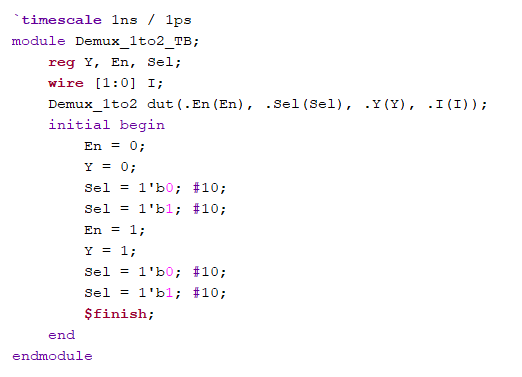 `timescale 1ns / 1ps
module Demux_1to2_TB;
reg Y, En, Sel;
wire [1:0] I;
Demux_1to2 dut(.En(En), .Sel(Sel), .Y(Y), .I(I));
initial begin
En = 0;
Y = 0;
Sel = 1'b0; #10;
Sel = 1'b1; #10;
En = 1;
Y = 1;
Sel = 1'b0; #10;
Sel = 1'b1; #10;
$finish;
end
endmodule